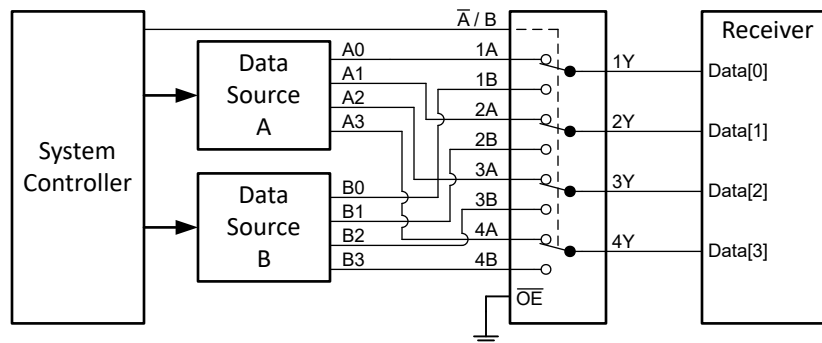 System
Controller
Data
Source
A
A0
A1
A2
A3
Data
Source
B
B0
B1
B2
B3
A̅ / B
1A
1B
2A
2B
3A
3B
4A
4B
O̅E̅
1Y
2Y
3Y
4Y
Receiver
Data[0]
Data[1]
Data[2]
Data[3]